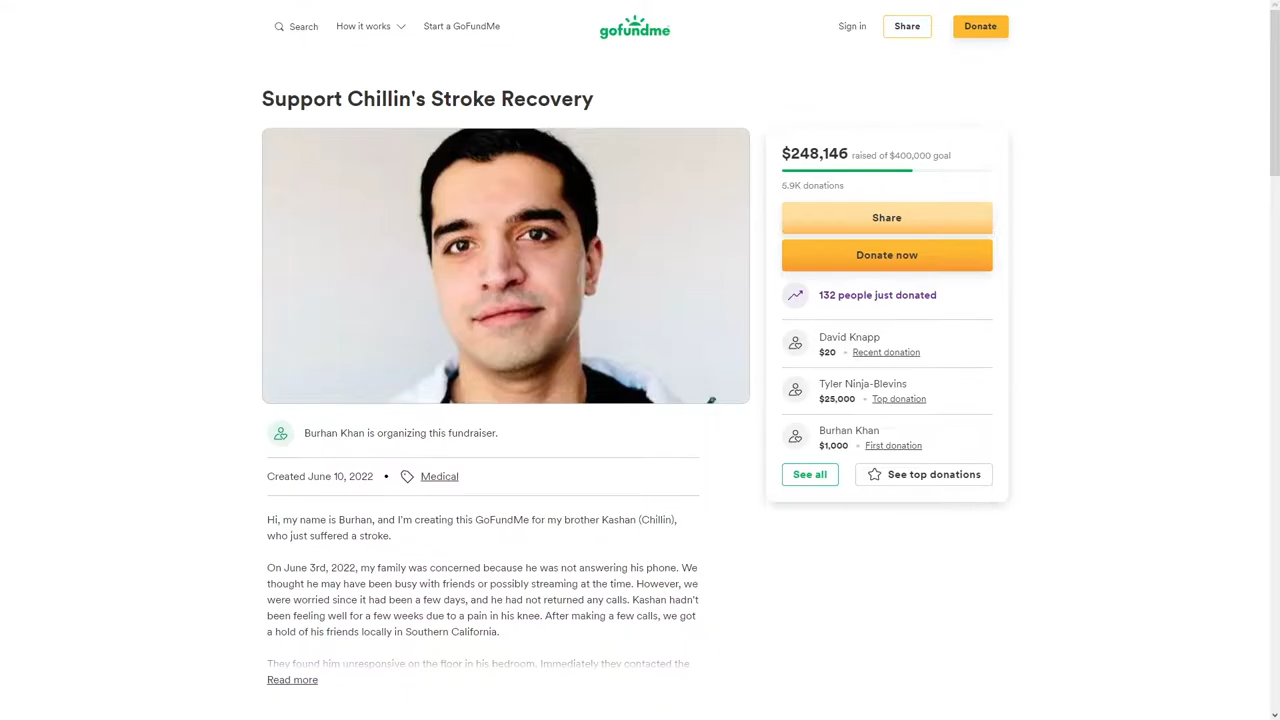 Search
How it works
Start a GoFundMe
gofundme
Sign in
Share
Donate
Support Chillin's Stroke Recovery
$248,146 raised of $400,000 goal
5.9K donations
Share
Donate now
132 people just donated
David Knapp
$20 • Recent donation
Tyler Ninja-Blevins
$25,000 • Top donation
Burhan Khan
$1,000 • First donation
See all
See top donations
Burhan Khan is organizing this fundraiser.
Created June 10, 2022 • Medical
Hi, my name is Burhan, and I'm creating this GoFundMe for my brother Kashan (Chillin),
who just suffered a stroke.
On June 3rd, 2022, my family was concerned because he was not answering his phone. We
thought he may have been busy with friends or possibly streaming at the time. However, we
were worried since it had been a few days, and he had not returned any calls. Kashan hadn't
been feeling well for a few weeks due to a pain in his knee. After making a few calls, we got
a hold of his friends locally in Southern California.
They found him unresponsive on the floor in his bedroom. Immediately they contacted the
Read more